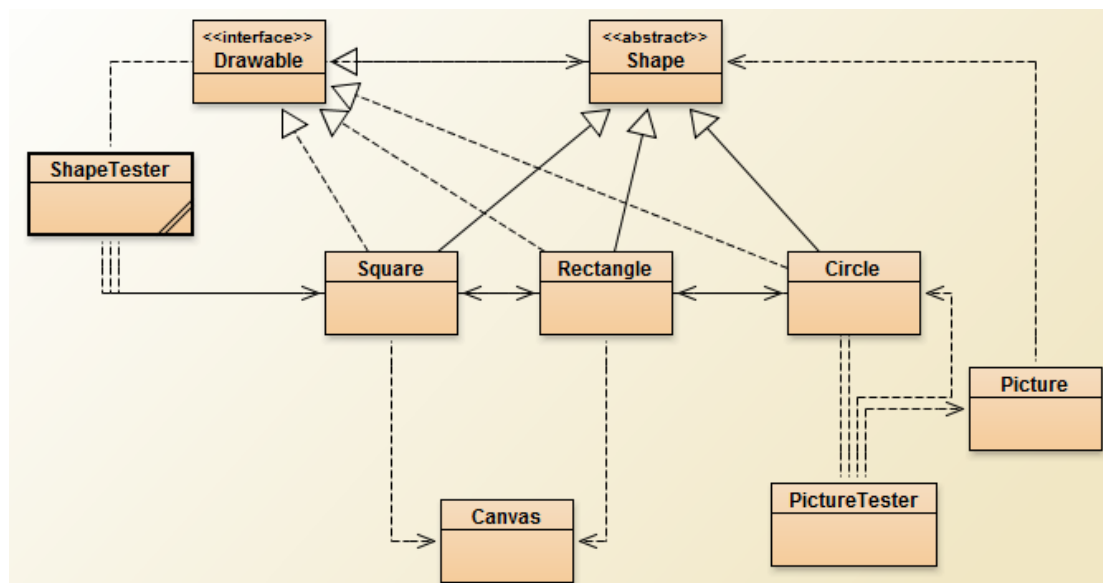 <<interface>>
Drawable
<<abstract>>
Shape
ShapeTester
Square
Rectangle
Circle
Picture
PictureTester
Canvas